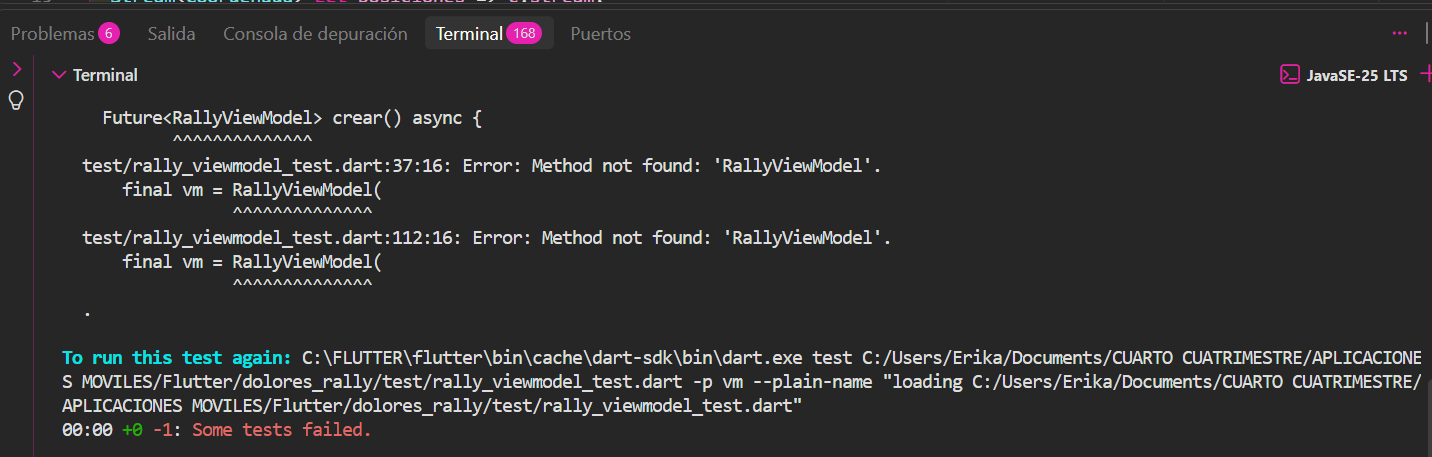 Problemas 6 Salida Consola de depuración Terminal 168 Puertos ...
Terminal JavaSE-25 LTS
Future<RallyViewModel> crear() async {
^^^^^^^^^^^^^^
test/rally_viewmodel_test.dart:37:16: Error: Method not found: 'RallyViewModel'.
final vm = RallyViewModel(
^^^^^^^^^^^^^^
test/rally_viewmodel_test.dart:112:16: Error: Method not found: 'RallyViewModel'.
final vm = RallyViewModel(
^^^^^^^^^^^^^^
.
To run this test again: C:\FLUTTER\flutter\bin\cache\dart-sdk\bin\dart.exe test C:/Users/Erika/Documents/CUARTO CUATRIMESTRE/APLICACIONE
S MOVILES/Flutter/dolores_rally/test/rally_viewmodel_test.dart -p vm --plain-name "loading C:/Users/Erika/Documents/CUARTO CUATRIMESTRE/
APLICACIONES MOVILES/Flutter/dolores_rally/test/rally_viewmodel_test.dart"
00:00 +0 -1: Some tests failed.